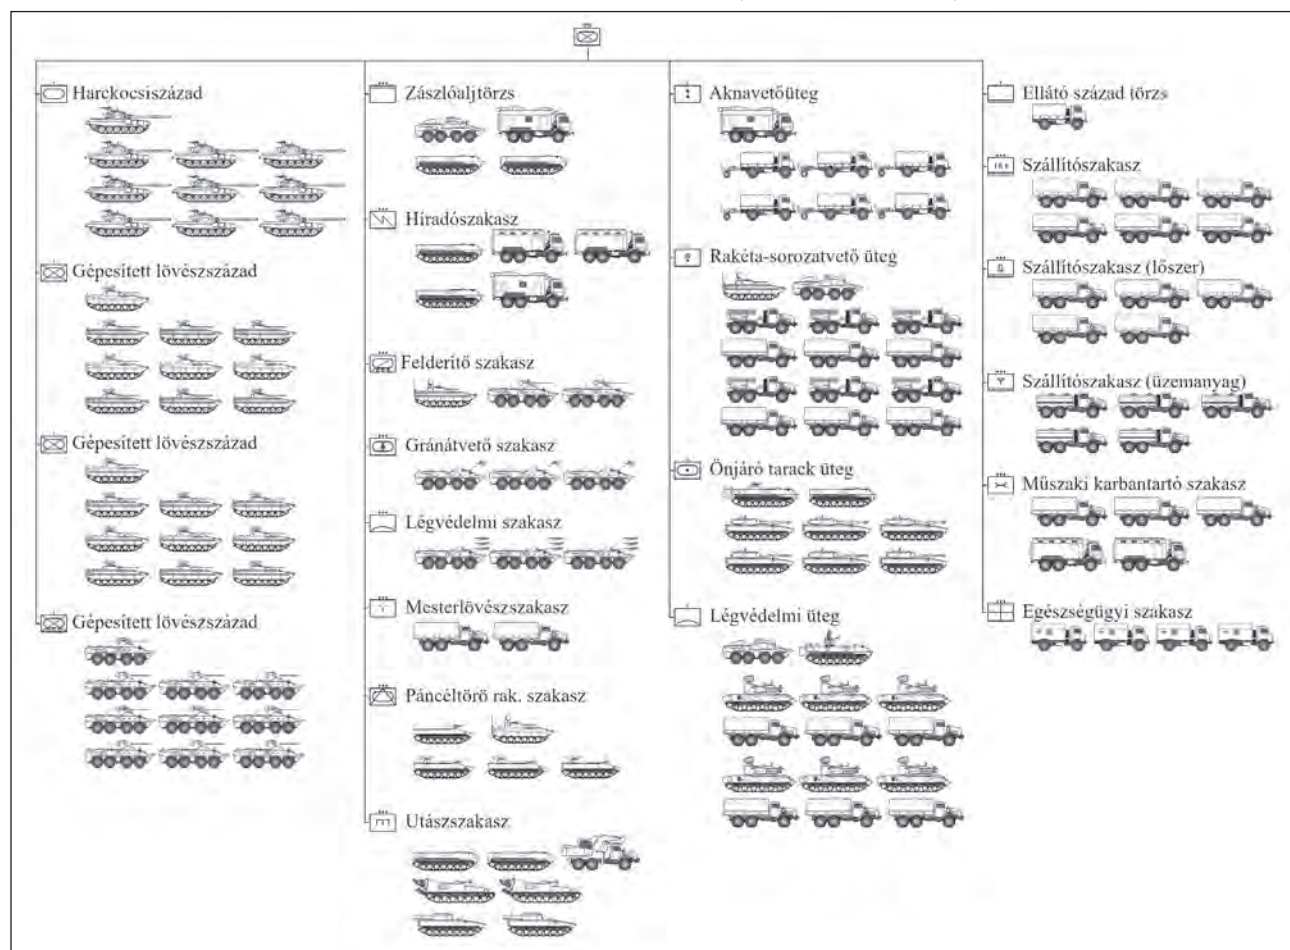 Harckocsiszázad
Gépesített lövészszázad
Gépesített lövészszázad
Gépesített lövészszázad
Zászlóaljtörzs
Híradószakasz
Felderítő szakasz
Gránátvető szakasz
Légvédelmi szakasz
Mesterlövészszakasz
Páncéltörő rak. szakasz
Utászszakasz
Aknavetőüteg
Rakéta-sorozatvető üteg
Önjáró tarack üteg
Légvédelmi üteg
Ellátó század törzs
Szállítószakasz
Szállítószakasz (lőszer)
Szállítószakasz (üzemanyag)
Műszaki karbantartó szakasz
Egészségügyi szakasz